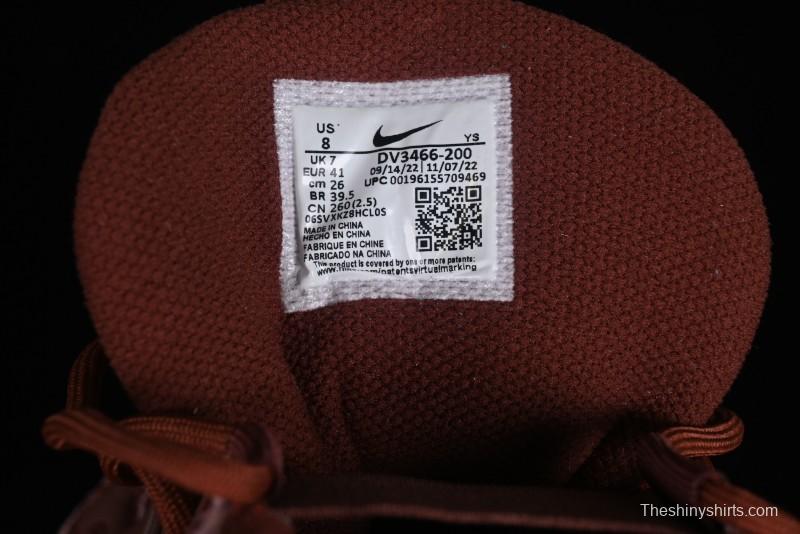 US
8
YS
UK 7
DV3466-200
EUR 41
09/14/22 | 11/07/22
cm 26
UPC 00196155709469
BR 39.5
CN 260 (2.5)
06SVXKZ8HCL0S
MADE IN CHINA
HECHO EN CHINA
FABRIQUE EN CHINE
FABRICADO NA CHINA
This product is covered by one or more patents:
/patentsvirtualmarking
Theshinyshirts.com